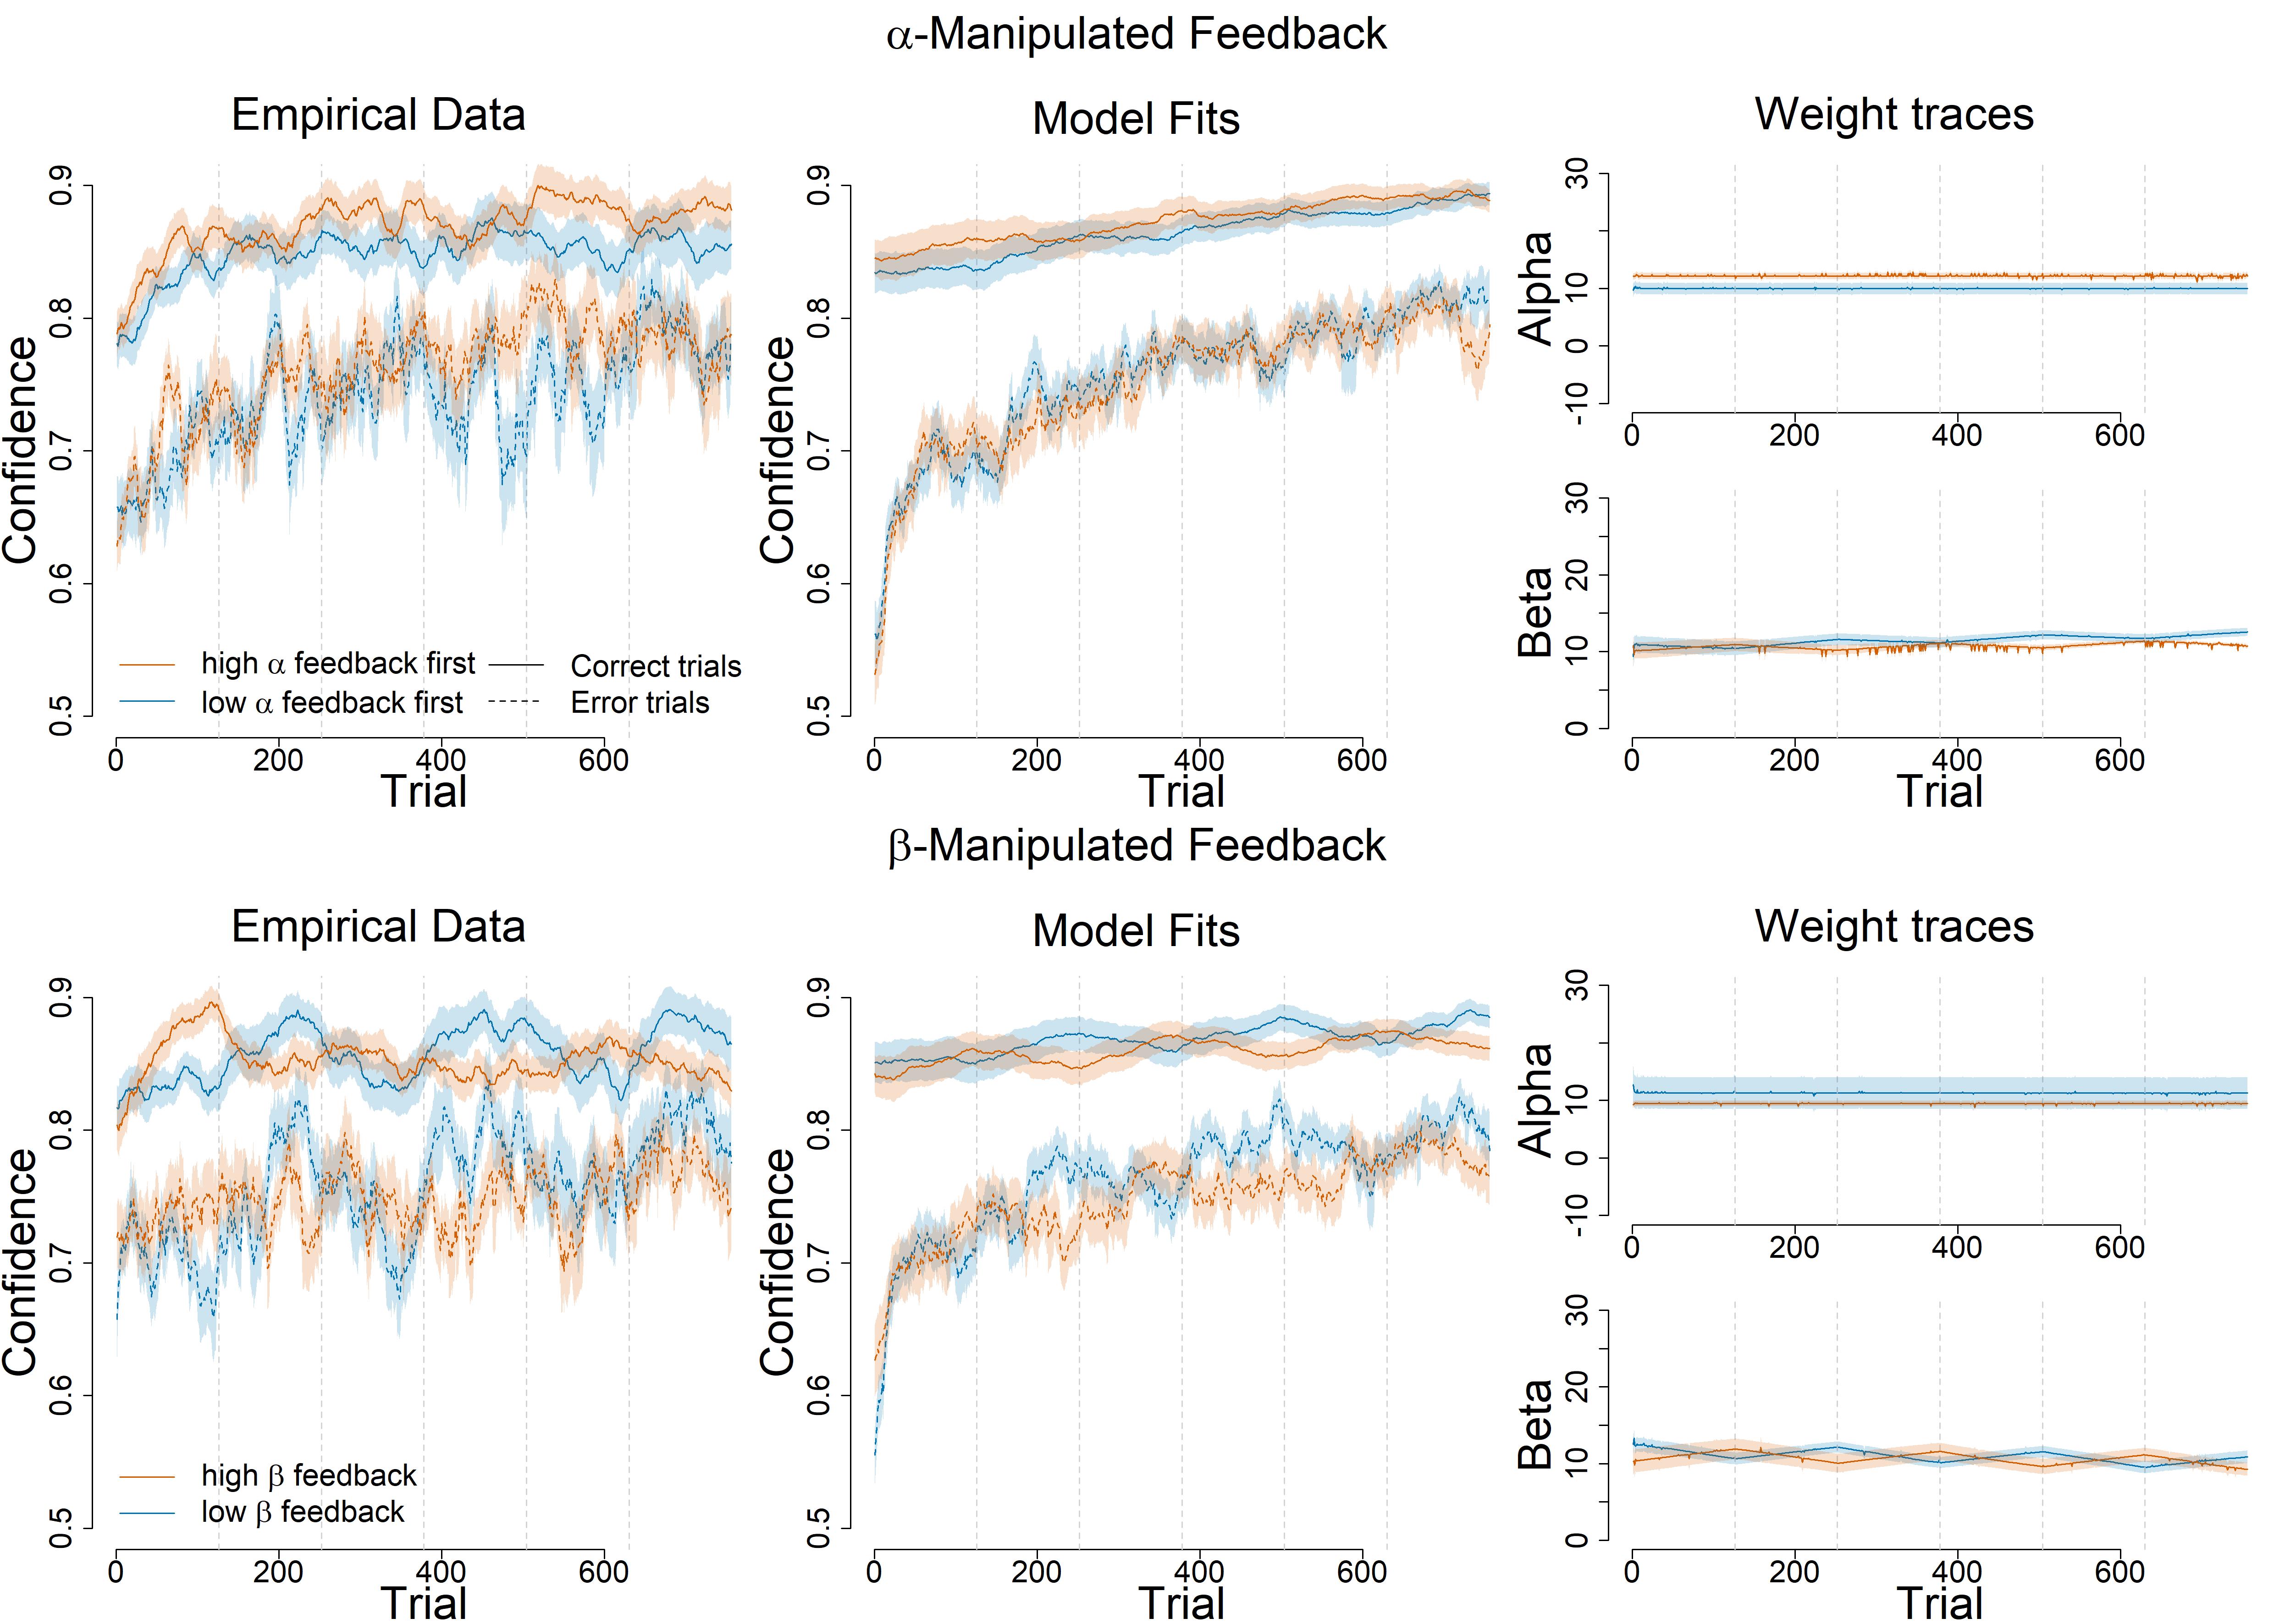 α-Manipulated Feedback
Empirical Data
Model Fits
Weight traces
Confidence
0.5 0.6 0.7 0.8 0.9
high α feedback first
low α feedback first
Correct trials
Error trials
0 200 400 600
Trial
Confidence
0.5 0.6 0.7 0.8 0.9
0 200 400 600
Trial
Alpha
-10 0 10 30
0 200 400 600
Beta
0 10 20 30
0 200 400 600
Trial
β-Manipulated Feedback
Empirical Data
Model Fits
Weight traces
Confidence
0.5 0.6 0.7 0.8 0.9
high β feedback
low β feedback
0 200 400 600
Trial
Confidence
0.5 0.6 0.7 0.8 0.9
0 200 400 600
Trial
Alpha
-10 0 10 30
0 200 400 600
Beta
0 10 20 30
0 200 400 600
Trial